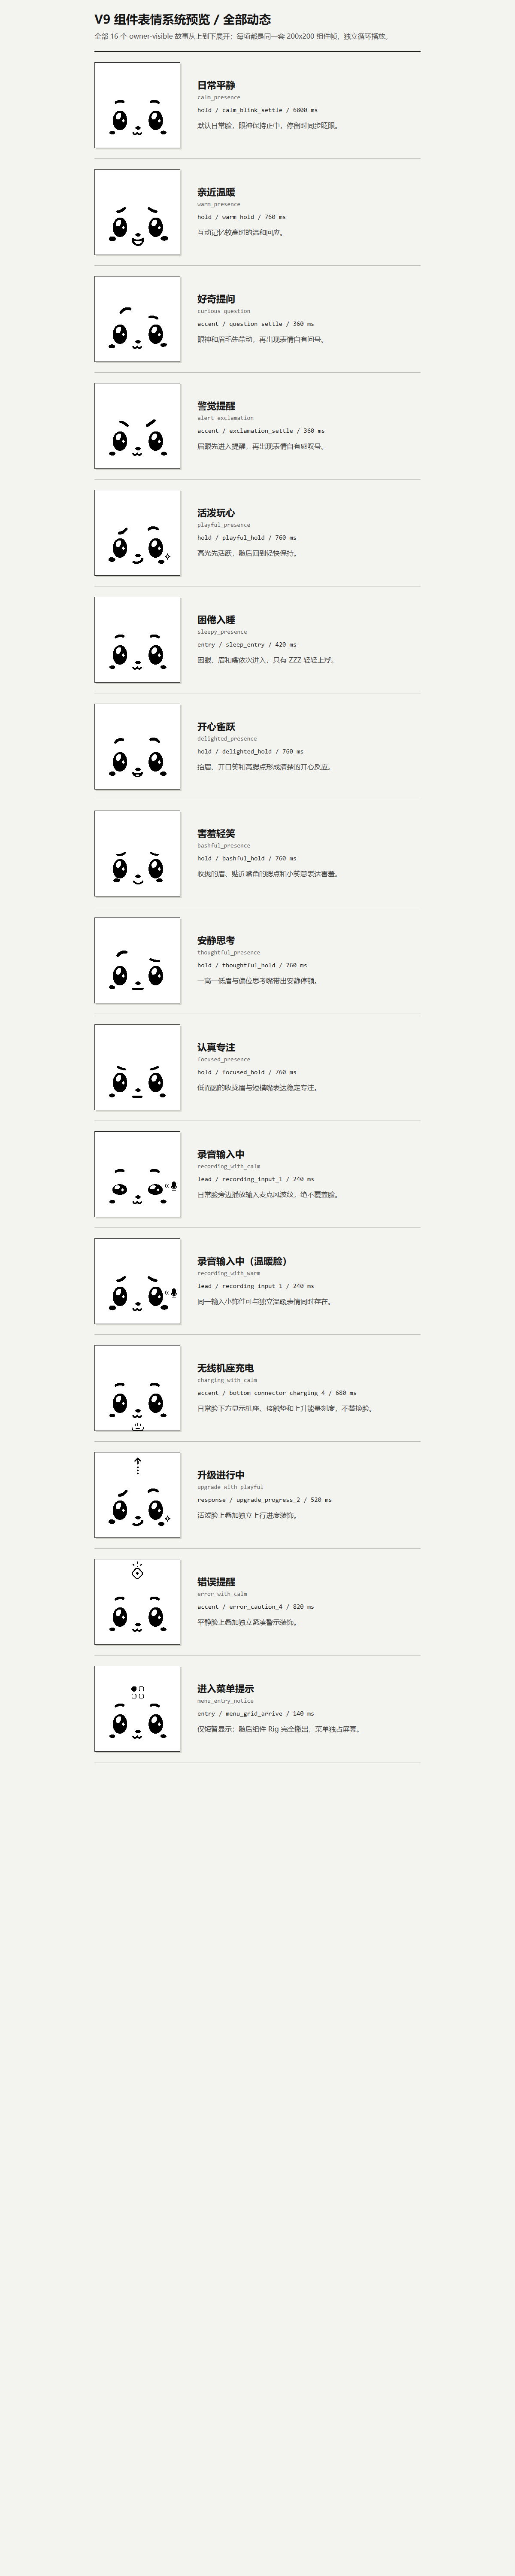 V9 组件表情系统预览 / 全部动态
全部 16 个 owner-visible 故事从上到下展开；每项都是同一套 200x200 组件帧，独立循环播放。
日常平静
calm_presence
hold / calm_blink_settle / 6800 ms
默认日常脸，眼神保持正中，停留时同步眨眼。
亲近温暖
warm_presence
hold / warm_hold / 760 ms
互动记忆较高时的温和回应。
好奇提问
curious_question
accent / question_settle / 360 ms
眼神和眉毛先带动，再出现表情自有问号。
警觉提醒
alert_exclamation
accent / exclamation_settle / 360 ms
眉眼先进入提醒，再出现表情自有感叹号。
活泼玩心
playful_presence
hold / playful_hold / 760 ms
高光先活跃，随后回到轻快保持。
困倦入睡
sleepy_presence
entry / sleep_entry / 420 ms
困眼、眉和嘴依次进入，只有 ZZZ 轻轻上浮。
开心雀跃
delighted_presence
hold / delighted_hold / 760 ms
抬眉、开口笑和高腮点形成清楚的开心反应。
害羞轻笑
bashful_presence
hold / bashful_hold / 760 ms
收拢的眉、贴近嘴角的腮点和小笑意表达害羞。
安静思考
thoughtful_presence
hold / thoughtful_hold / 760 ms
一高一低眉与偏位思考嘴带出安静停顿。
认真专注
focused_presence
hold / focused_hold / 760 ms
低而圆的收拢眉与短横嘴表达稳定专注。
录音输入中
recording_with_calm
lead / recording_input_1 / 240 ms
日常脸旁边播放输入麦克风波纹，绝不覆盖脸。
录音输入中（温暖脸）
recording_with_warm
lead / recording_input_1 / 240 ms
同一输入小饰件可与独立温暖表情同时存在。
无线机座充电
charging_with_calm
accent / bottom_connector_charging_4 / 680 ms
日常脸下方显示机座、接触垫和上升能量刻度，不替换脸。
升级进行中
upgrade_with_playful
response / upgrade_progress_2 / 520 ms
活泼脸上叠加独立上行进度装饰。
错误提醒
error_with_calm
accent / error_caution_4 / 820 ms
平静脸上叠加独立紧凑警示装饰。
进入菜单提示
menu_entry_notice
entry / menu_grid_arrive / 140 ms
仅短暂显示；随后组件 Rig 完全撤出，菜单独占屏幕。